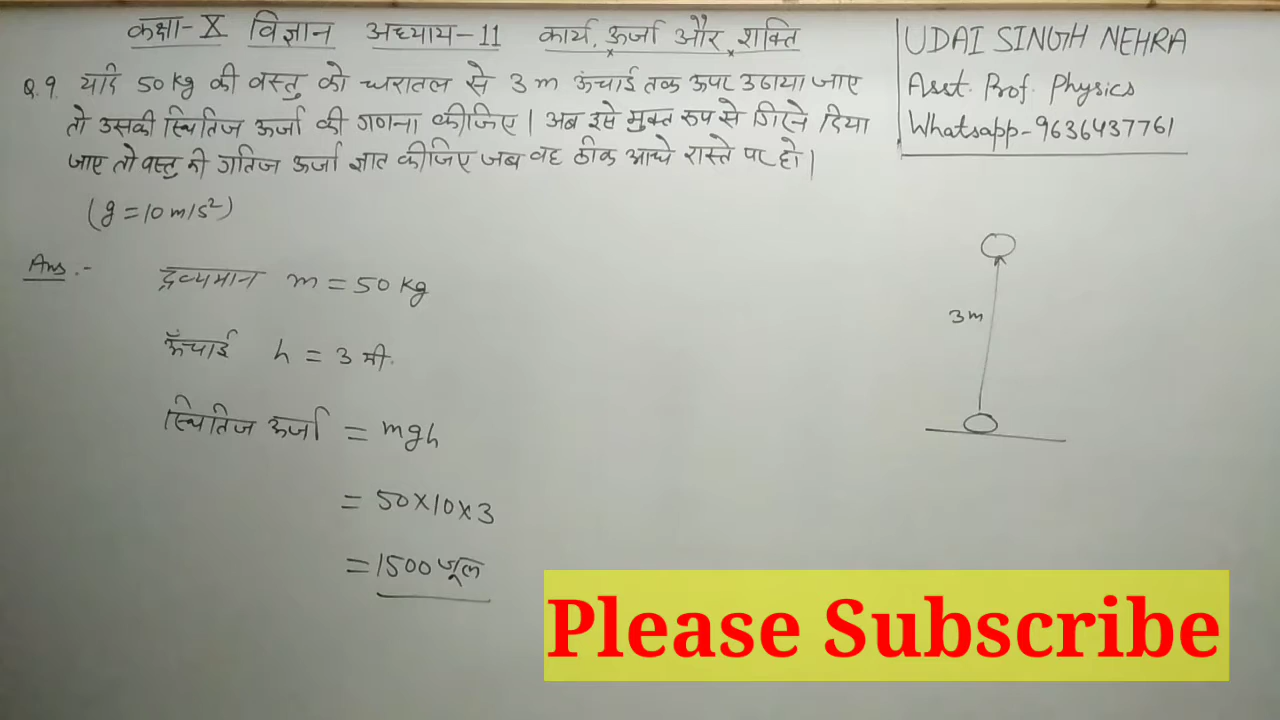 कक्षा-X विज्ञान अध्याय-11 कार्य, ऊर्जा और शक्ति
UDAI SINGH NEHRA
Asst. Prof. Physics
Whatsapp-9636437761
Q.9. यदि 50 kg की वस्तु को धरातल से 3 m ऊंचाई तक ऊपर उठाया जाए
तो उसकी स्थितिज ऊर्जा की गणना कीजिए। अब इसे मुक्त रुप से गिरने दिया
जाए तो वस्तु की गतिज ऊर्जा ज्ञात कीजिए जब वह ठीक आधे रास्ते पर हो।
(g = 10 m/s²)
Ans.-
द्रव्यमान m = 50 kg
ऊँचाई h = 3 मी.
स्थितिज ऊर्जा = mgh
= 50×10×3
= 1500 जूल
3 m
Please Subscribe